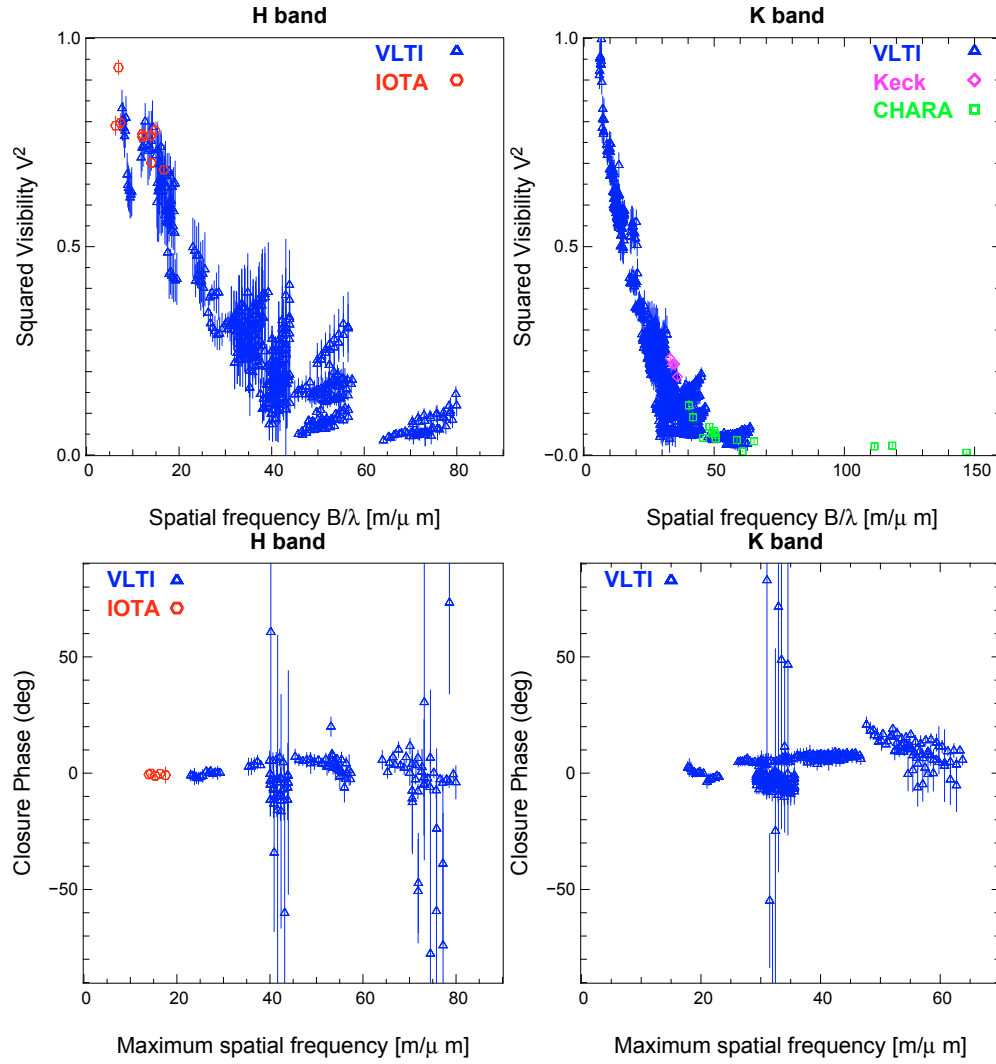 H band
1.0
0.5
0.0
0
20
40
60
80
Squared Visibility V²
Spatial frequency B/λ [m/μ m]
VLTI
IOTA
K band
1.0
0.5
−0.0
0
50
100
150
Squared Visibility V²
Spatial frequency B/λ [m/μ m]
VLTI
Keck
CHARA
H band
50
0
−50
0
20
40
60
80
Closure Phase (deg)
Maximum spatial frequency [m/μ m]
VLTI
IOTA
K band
50
0
−50
0
20
40
60
Closure Phase (deg)
Maximum spatial frequency [m/μ m]
VLTI